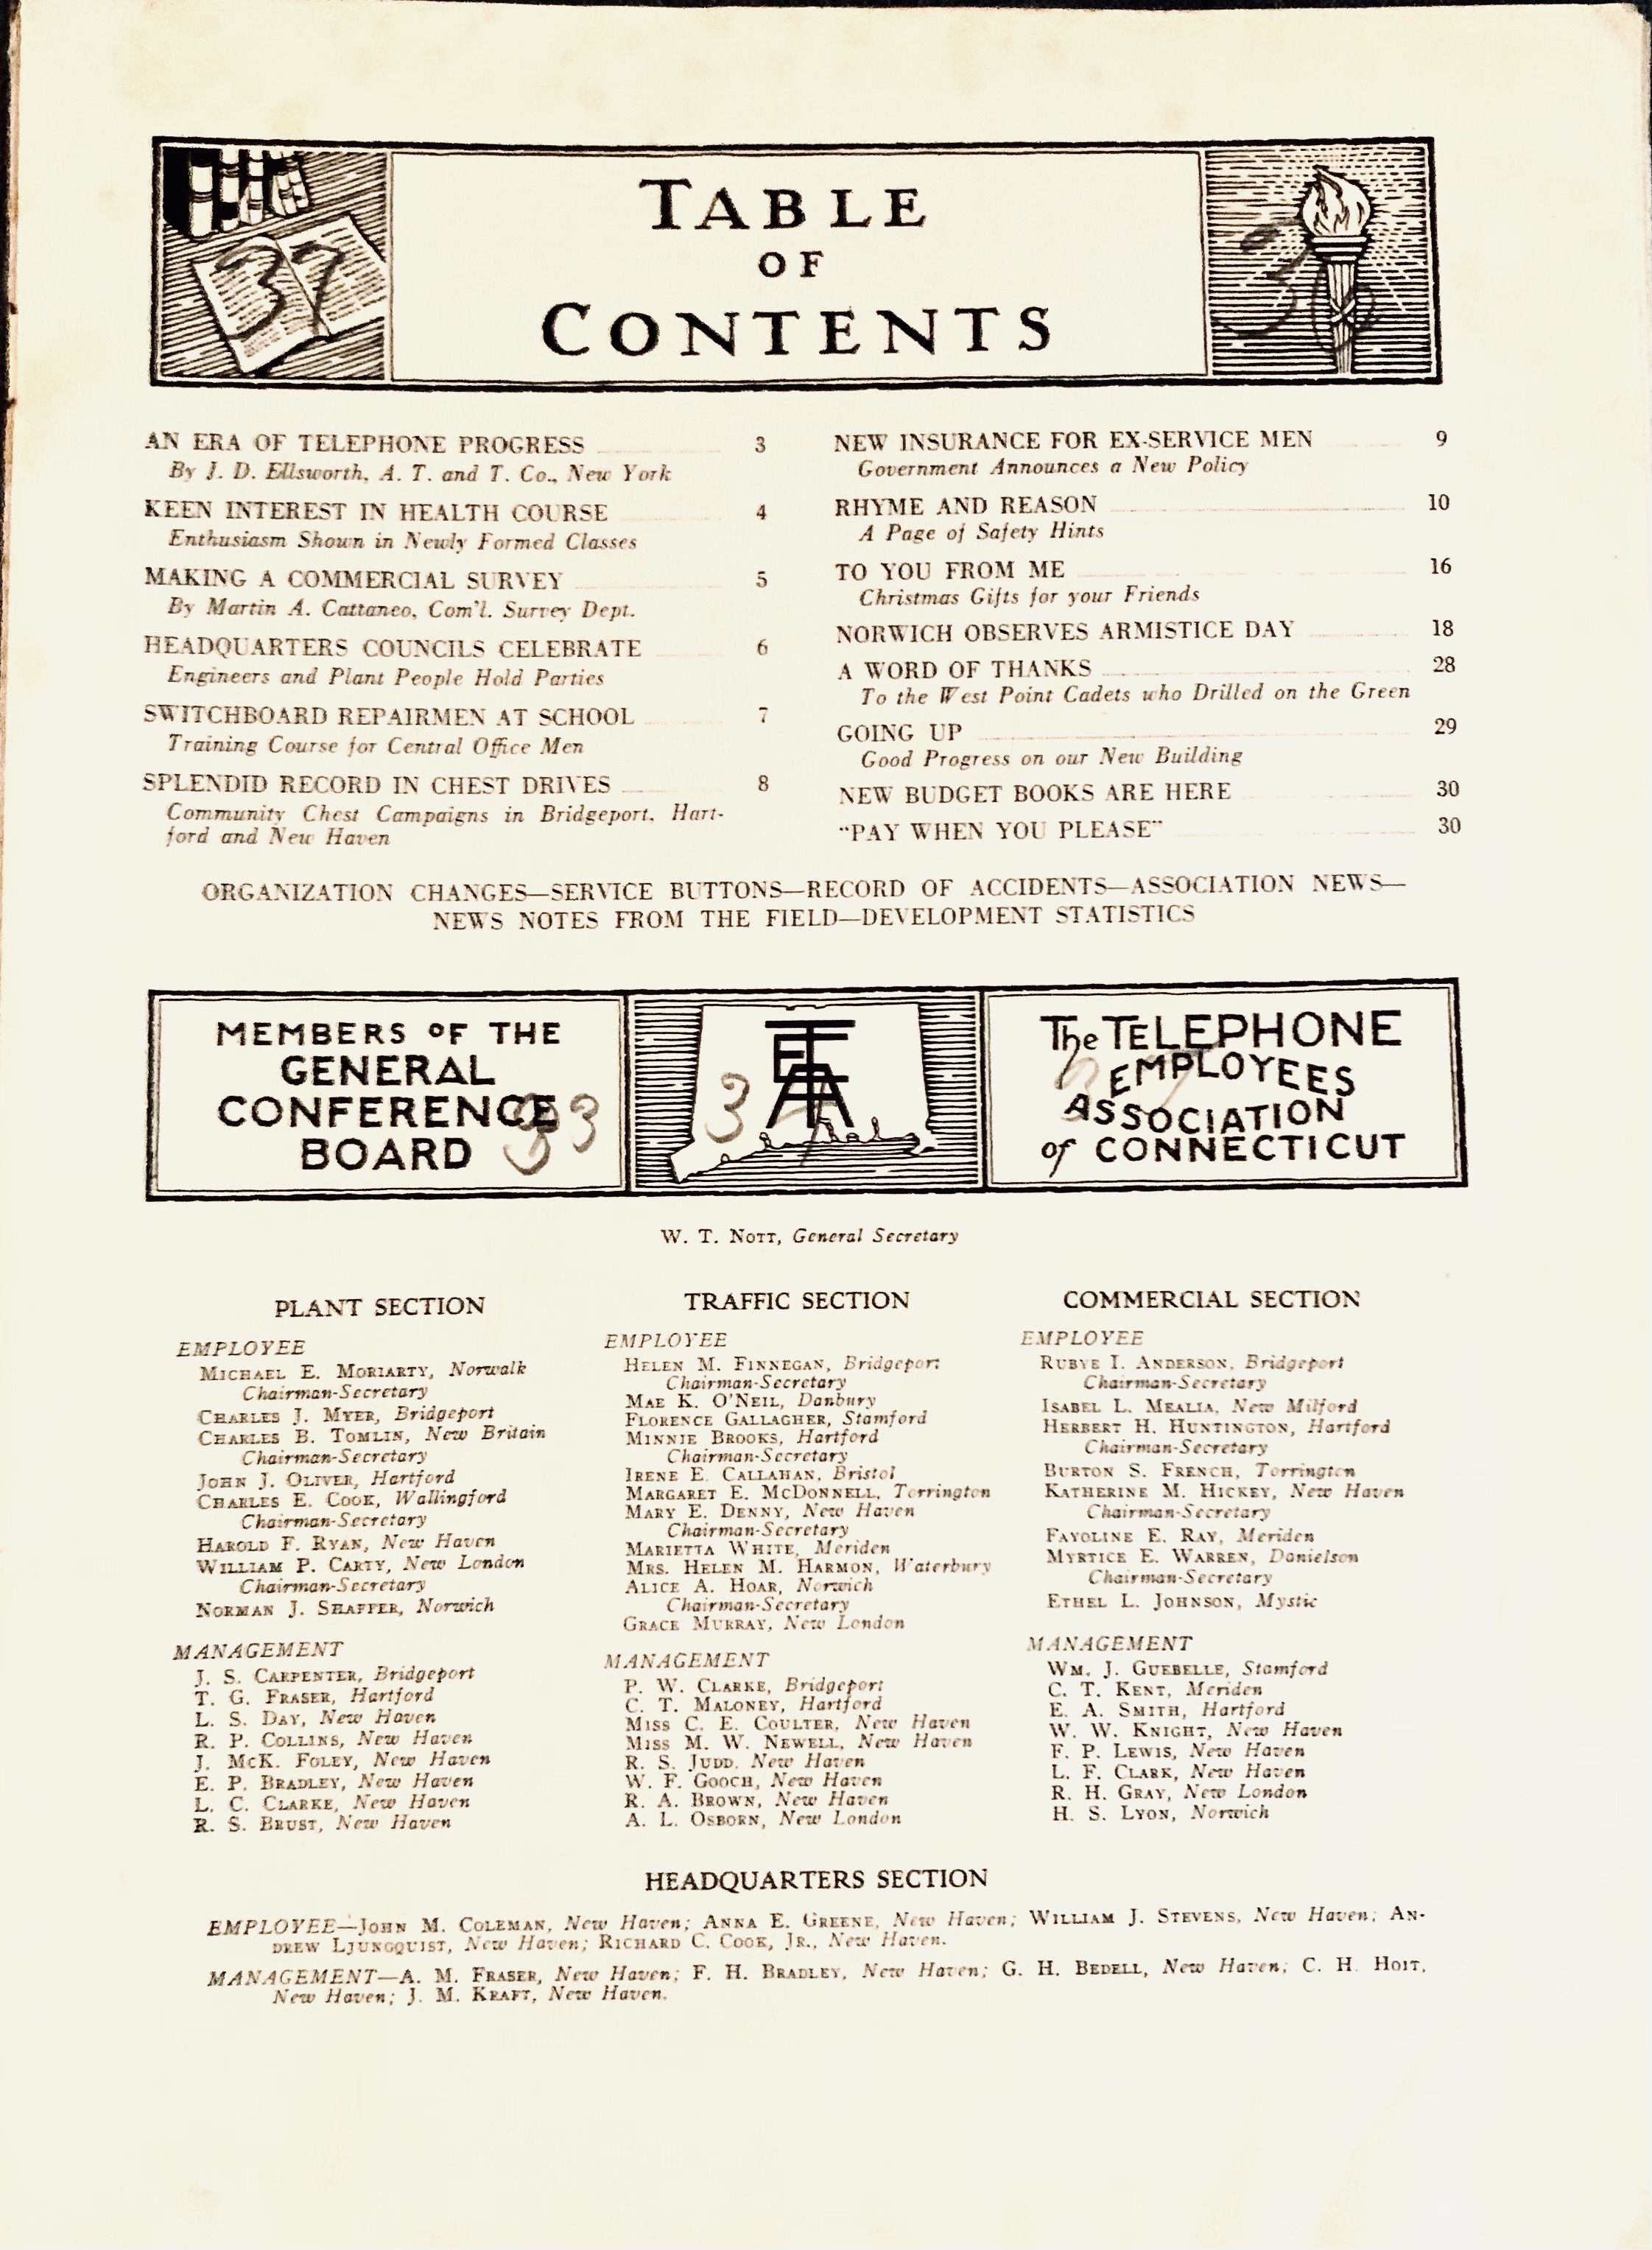 TABLE
OF
CONTENTS
37
36
AN ERA OF TELEPHONE PROGRESS 3
By J. D. Ellsworth, A. T. and T. Co., New York
KEEN INTEREST IN HEALTH COURSE 4
Enthusiasm Shown in Newly Formed Classes
MAKING A COMMERCIAL SURVEY 5
By Martin A. Cattaneo, Com'l. Survey Dept.
HEADQUARTERS COUNCILS CELEBRATE 6
Engineers and Plant People Hold Parties
SWITCHBOARD REPAIRMEN AT SCHOOL 7
Training Course for Central Office Men
SPLENDID RECORD IN CHEST DRIVES 8
Community Chest Campaigns in Bridgeport, Hart-
ford and New Haven
NEW INSURANCE FOR EX-SERVICE MEN 9
Government Announces a New Policy
RHYME AND REASON 10
A Page of Safety Hints
TO YOU FROM ME 16
Christmas Gifts for your Friends
NORWICH OBSERVES ARMISTICE DAY 18
A WORD OF THANKS 28
To the West Point Cadets who Drilled on the Green
GOING UP 29
Good Progress on our New Building
NEW BUDGET BOOKS ARE HERE 30
"PAY WHEN YOU PLEASE" 30
ORGANIZATION CHANGES—SERVICE BUTTONS—RECORD OF ACCIDENTS—ASSOCIATION NEWS—
NEWS NOTES FROM THE FIELD—DEVELOPMENT STATISTICS
MEMBERS OF THE
GENERAL
CONFERENCE
BOARD
33
TEA
The TELEPHONE
EMPLOYEES
ASSOCIATION
of CONNECTICUT
W. T. NOTT, General Secretary
PLANT SECTION
EMPLOYEE
MICHAEL E. MORIARTY, Norwalk
Chairman-Secretary
CHARLES J. MYER, Bridgeport
CHARLES B. TOMLIN, New Britain
Chairman-Secretary
JOHN J. OLIVER, Hartford
CHARLES E. COOK, Wallingford
Chairman-Secretary
HAROLD F. RYAN, New Haven
WILLIAM P. CARTY, New London
Chairman-Secretary
NORMAN J. SHAFFER, Norwich
MANAGEMENT
J. S. CARPENTER, Bridgeport
T. G. FRASER, Hartford
L. S. DAY, New Haven
R. P. COLLINS, New Haven
J. MCK. FOLEY, New Haven
E. P. BRADLEY, New Haven
L. C. CLARKE, New Haven
R. S. BRUST, New Haven
TRAFFIC SECTION
EMPLOYEE
HELEN M. FINNEGAN, Bridgeport
Chairman-Secretary
MAE K. O'NEIL, Danbury
FLORENCE GALLAGHER, Stamford
MINNIE BROOKS, Hartford
Chairman-Secretary
IRENE E. CALLAHAN, Bristol
MARGARET E. MCDONNELL, Torrington
MARY E. DENNY, New Haven
Chairman-Secretary
MARIETTA WHITE, Meriden
MRS. HELEN M. HARMON, Waterbury
ALICE A. HOAR, Norwich
Chairman-Secretary
GRACE MURRAY, New London
MANAGEMENT
P. W. CLARKE, Bridgeport
C. T. MALONEY, Hartford
MISS C. E. COULTER, New Haven
MISS M. W. NEWELL, New Haven
R. S. JUDD, New Haven
W. F. GOOCH, New Haven
R. A. BROWN, New Haven
A. L. OSBORN, New London
COMMERCIAL SECTION
EMPLOYEE
RUBYE I. ANDERSON, Bridgeport
Chairman-Secretary
ISABEL L. MEALIA, New Milford
HERBERT H. HUNTINGTON, Hartford
Chairman-Secretary
BURTON S. FRENCH, Torrington
KATHERINE M. HICKEY, New Haven
Chairman-Secretary
FAYOLINE E. RAY, Meriden
MYRTICE E. WARREN, Danielson
Chairman-Secretary
ETHEL L. JOHNSON, Mystic
MANAGEMENT
WM. J. GUEBELLE, Stamford
C. T. KENT, Meriden
E. A. SMITH, Hartford
W. W. KNIGHT, New Haven
F. P. LEWIS, New Haven
L. F. CLARK, New Haven
R. H. GRAY, New London
H. S. LYON, Norwich
HEADQUARTERS SECTION
EMPLOYEE—JOHN M. COLEMAN, New Haven; ANNA E. GREENE, New Haven; WILLIAM J. STEVENS, New Haven; AN-
DREW LJUNGQUIST, New Haven; RICHARD C. COOK, JR., New Haven.
MANAGEMENT—A. M. FRASER, New Haven; F. H. BRADLEY, New Haven; G. H. BEDELL, New Haven; C. H. HOIT,
New Haven; J. M. KRAFT, New Haven.